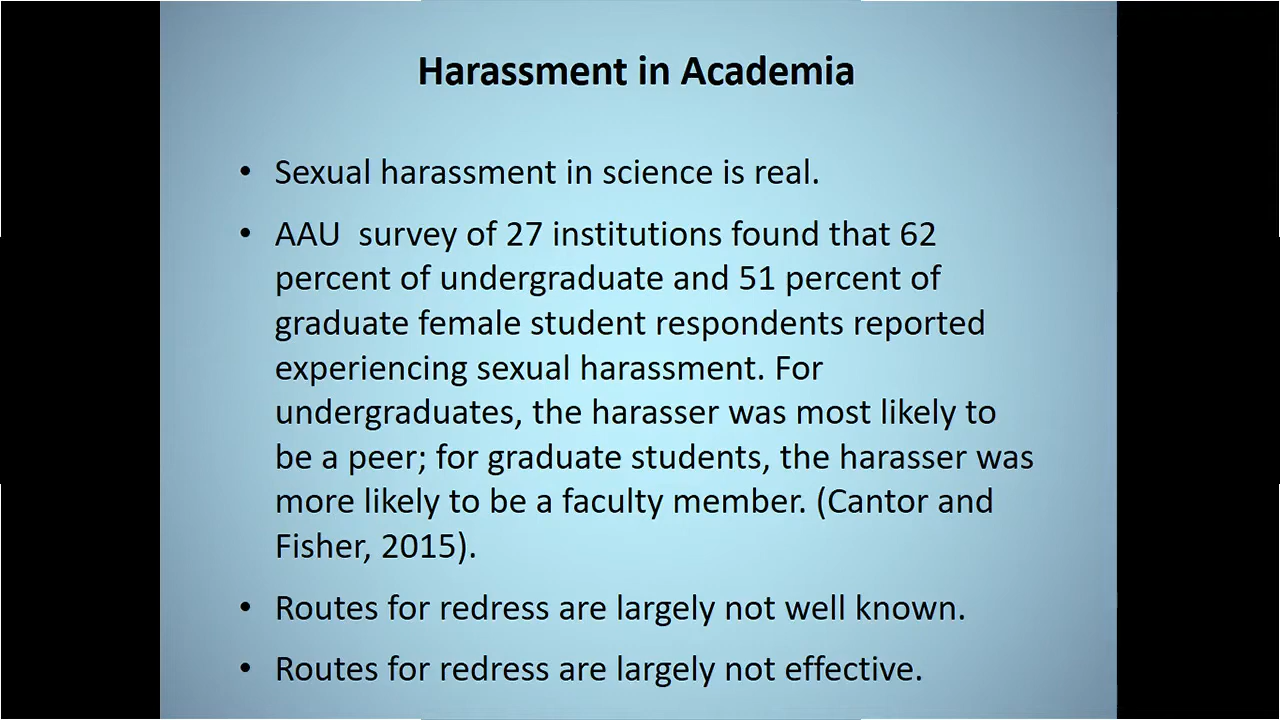 Harassment in Academia
• Sexual harassment in science is real.
• AAU  survey of 27 institutions found that 62
percent of undergraduate and 51 percent of
graduate female student respondents reported
experiencing sexual harassment. For
undergraduates, the harasser was most likely to
be a peer; for graduate students, the harasser was
more likely to be a faculty member. (Cantor and
Fisher, 2015).
• Routes for redress are largely not well known.
• Routes for redress are largely not effective.